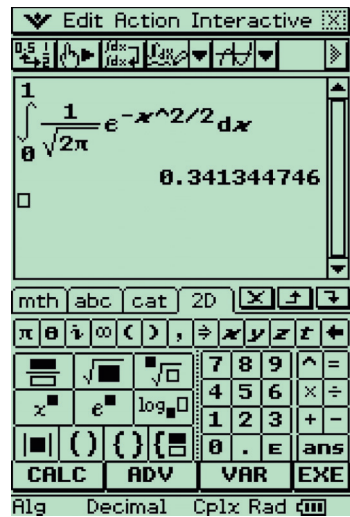 Edit Action Interactive
1
∫ 1/√2π e^-x^2/2 dx
0
0.341344746
mth abc cat 2D
π θ i ∞ ( ) , ⇒ x y z t ←
7 8 9 ^ =
4 5 6 × ÷
x■ e■ log■□ 1 2 3 + −
|■| ( ) { } 0 . E ans
CALC ADV VAR EXE
Alg Decimal Cplx Rad